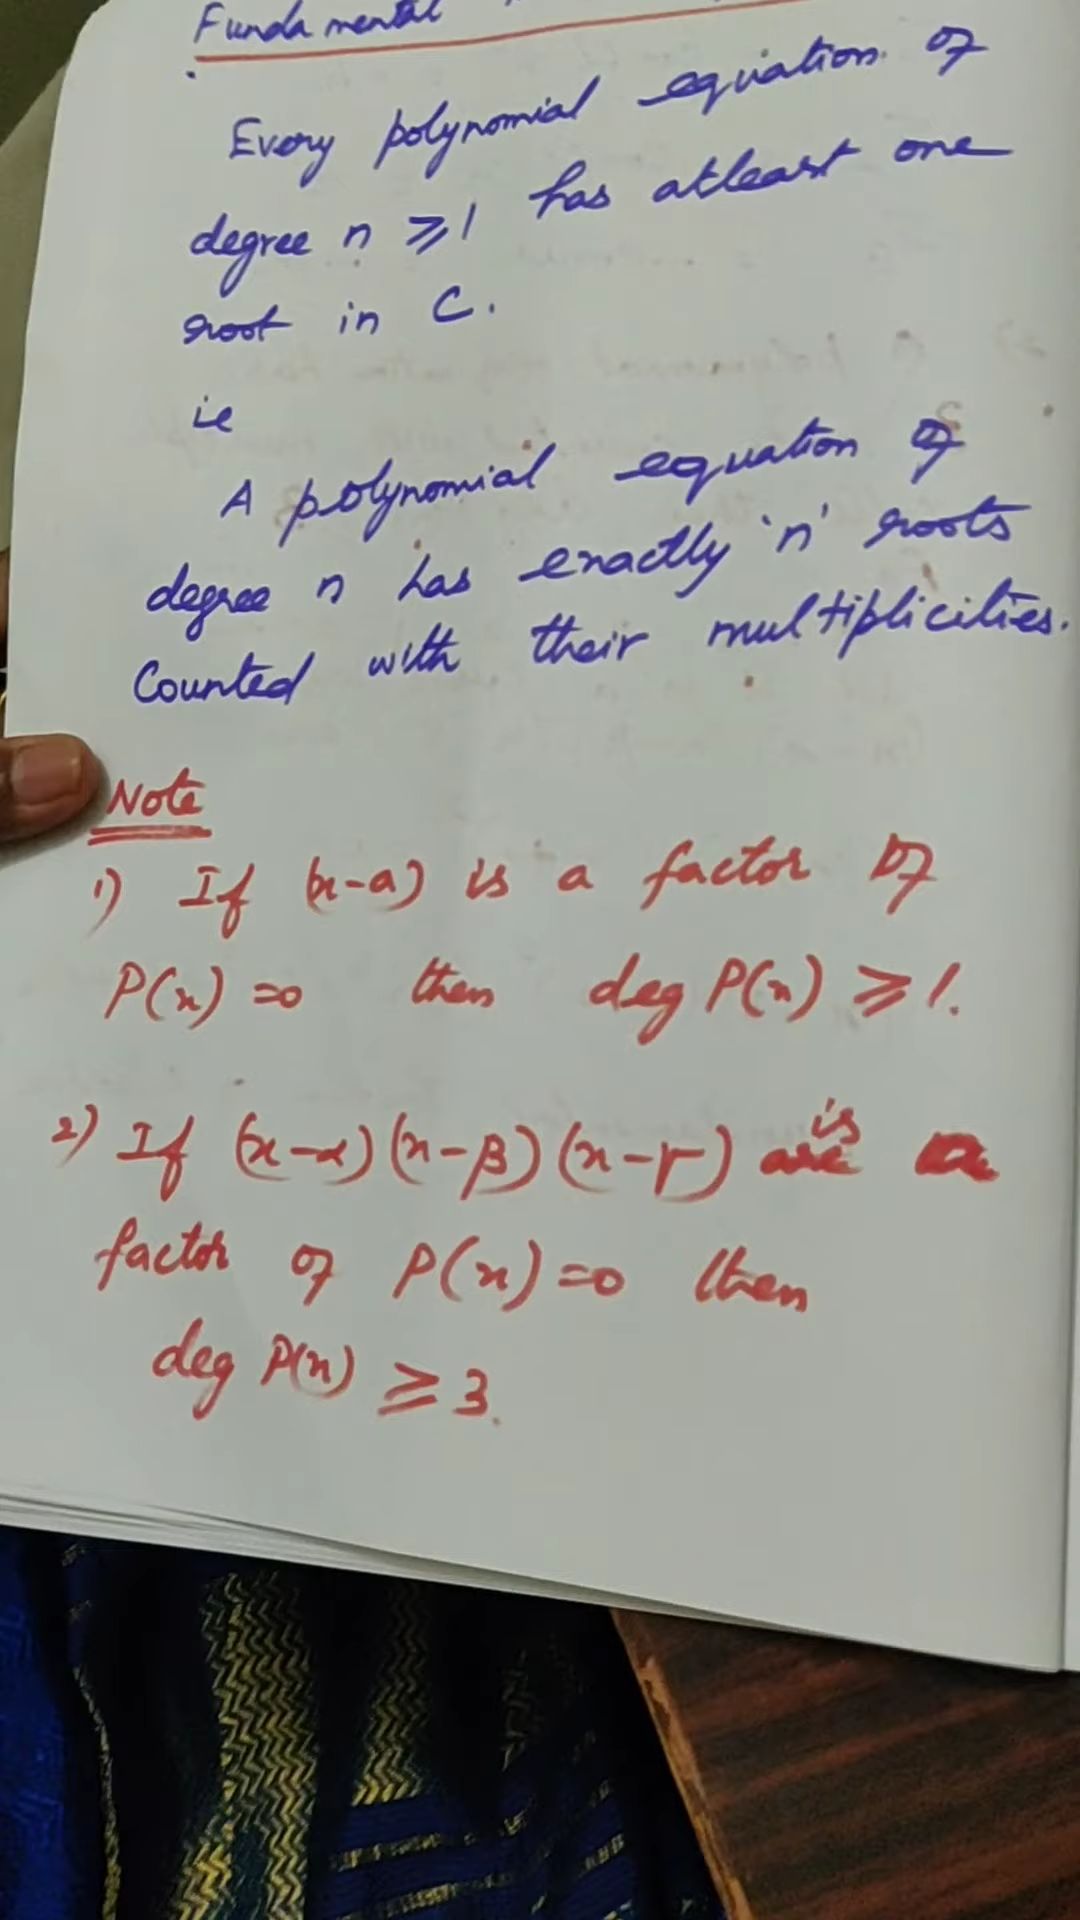 Fundamental
Every polynomial equation of
degree n ⩾ 1 has atleast one
root in C.
ie
A polynomial equation of
degree n has exactly 'n' roots
Counted with their multiplicities.
Note
1) If (x-a) is a factor of
P(x) =0 then deg P(x) ⩾ 1.
2) If (x-α)(x-β)(x-γ) is
factor of P(x)=0 then
deg P(x) ⩾ 3.